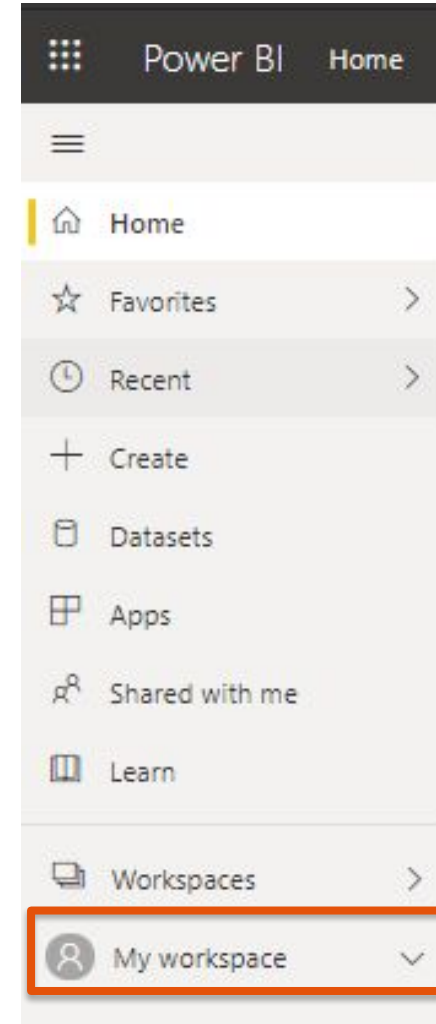 Power BI Home
Home
Favorites
Recent
Create
Datasets
Apps
Shared with me
Learn
Workspaces
My workspace